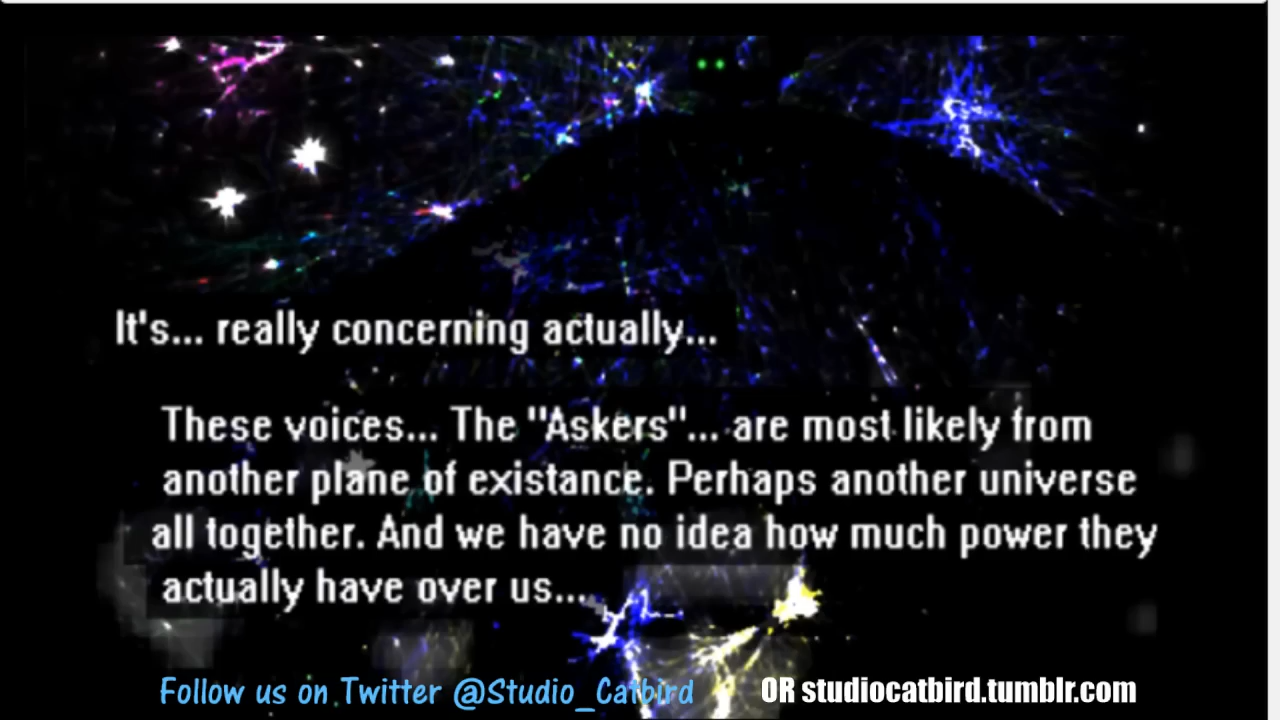 It's... really concerning actually...
These voices... The "Askers"... are most likely from
another plane of existance. Perhaps another universe
all together. And we have no idea how much power they
actually have over us...
Follow us on Twitter @Studio_Catbird OR studiocatbird.tumblr.com